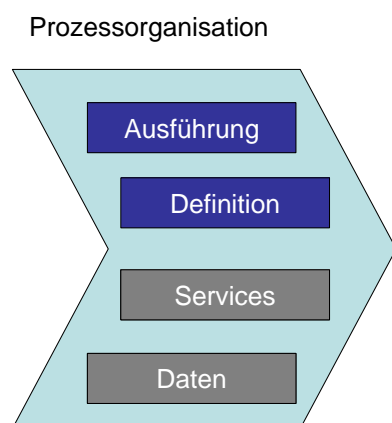 Prozessorganisation
Ausführung
Definition
Services
Daten